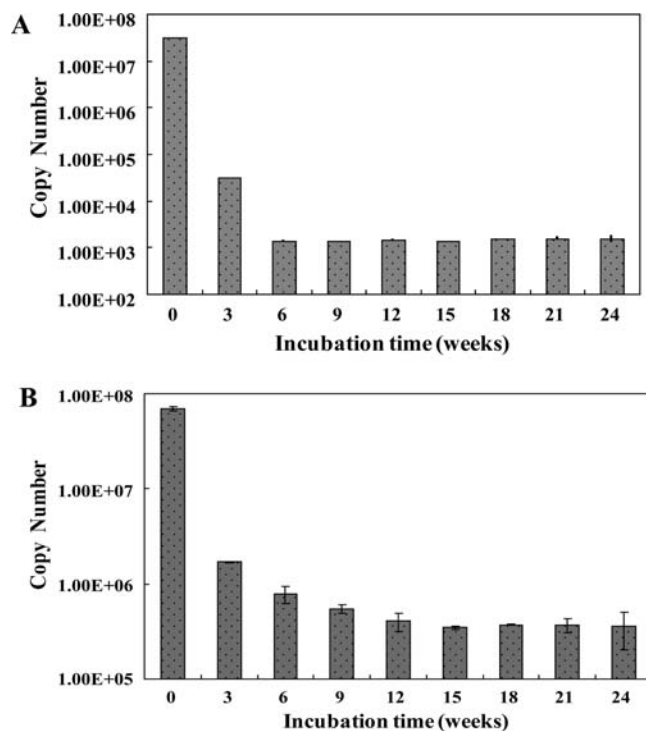 A
Copy Number
1.00E+08
1.00E+07
1.00E+06
1.00E+05
1.00E+04
1.00E+03
1.00E+02
0 3 6 9 12 15 18 21 24
Incubation time (weeks)
B
Copy Number
1.00E+08
1.00E+07
1.00E+06
1.00E+05
0 3 6 9 12 15 18 21 24
Incubation time (weeks)